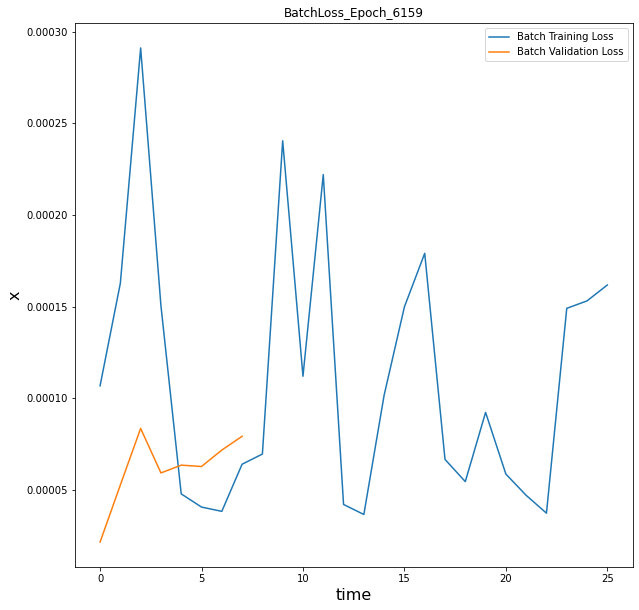 BatchLoss_Epoch_6159
Batch Training Loss
Batch Validation Loss
0.00030
0.00025
0.00020
0.00015
0.00010
0.00005
x
0 5 10 15 20 25
time